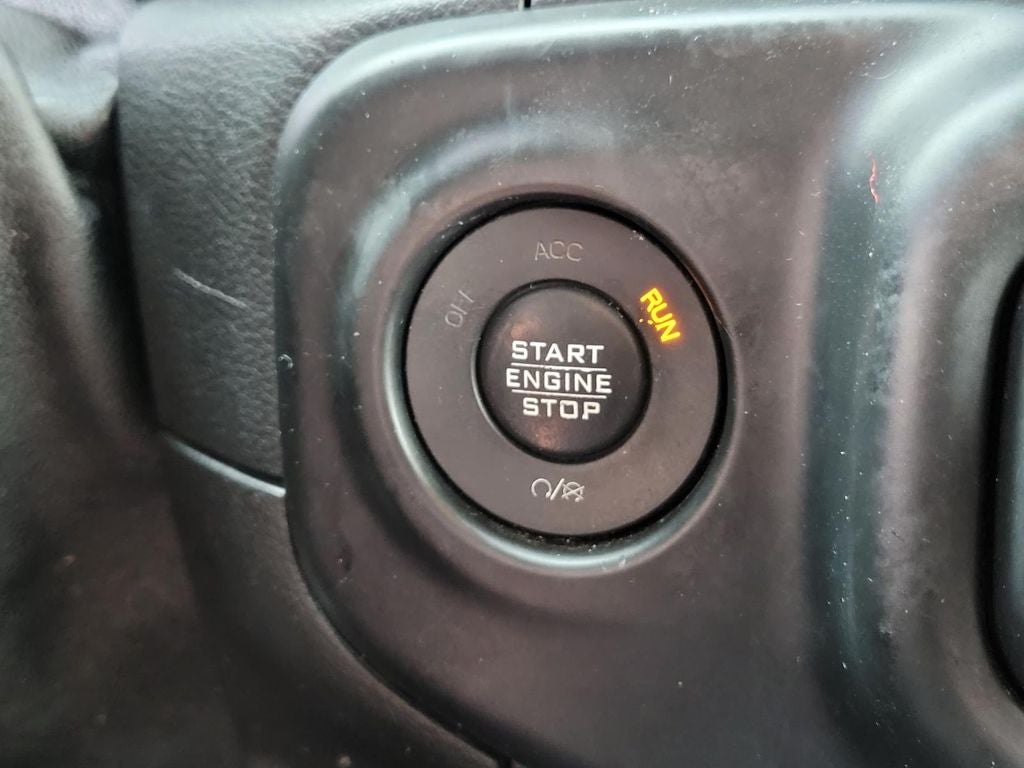 ACC
OFF
RUN
START
ENGINE
STOP